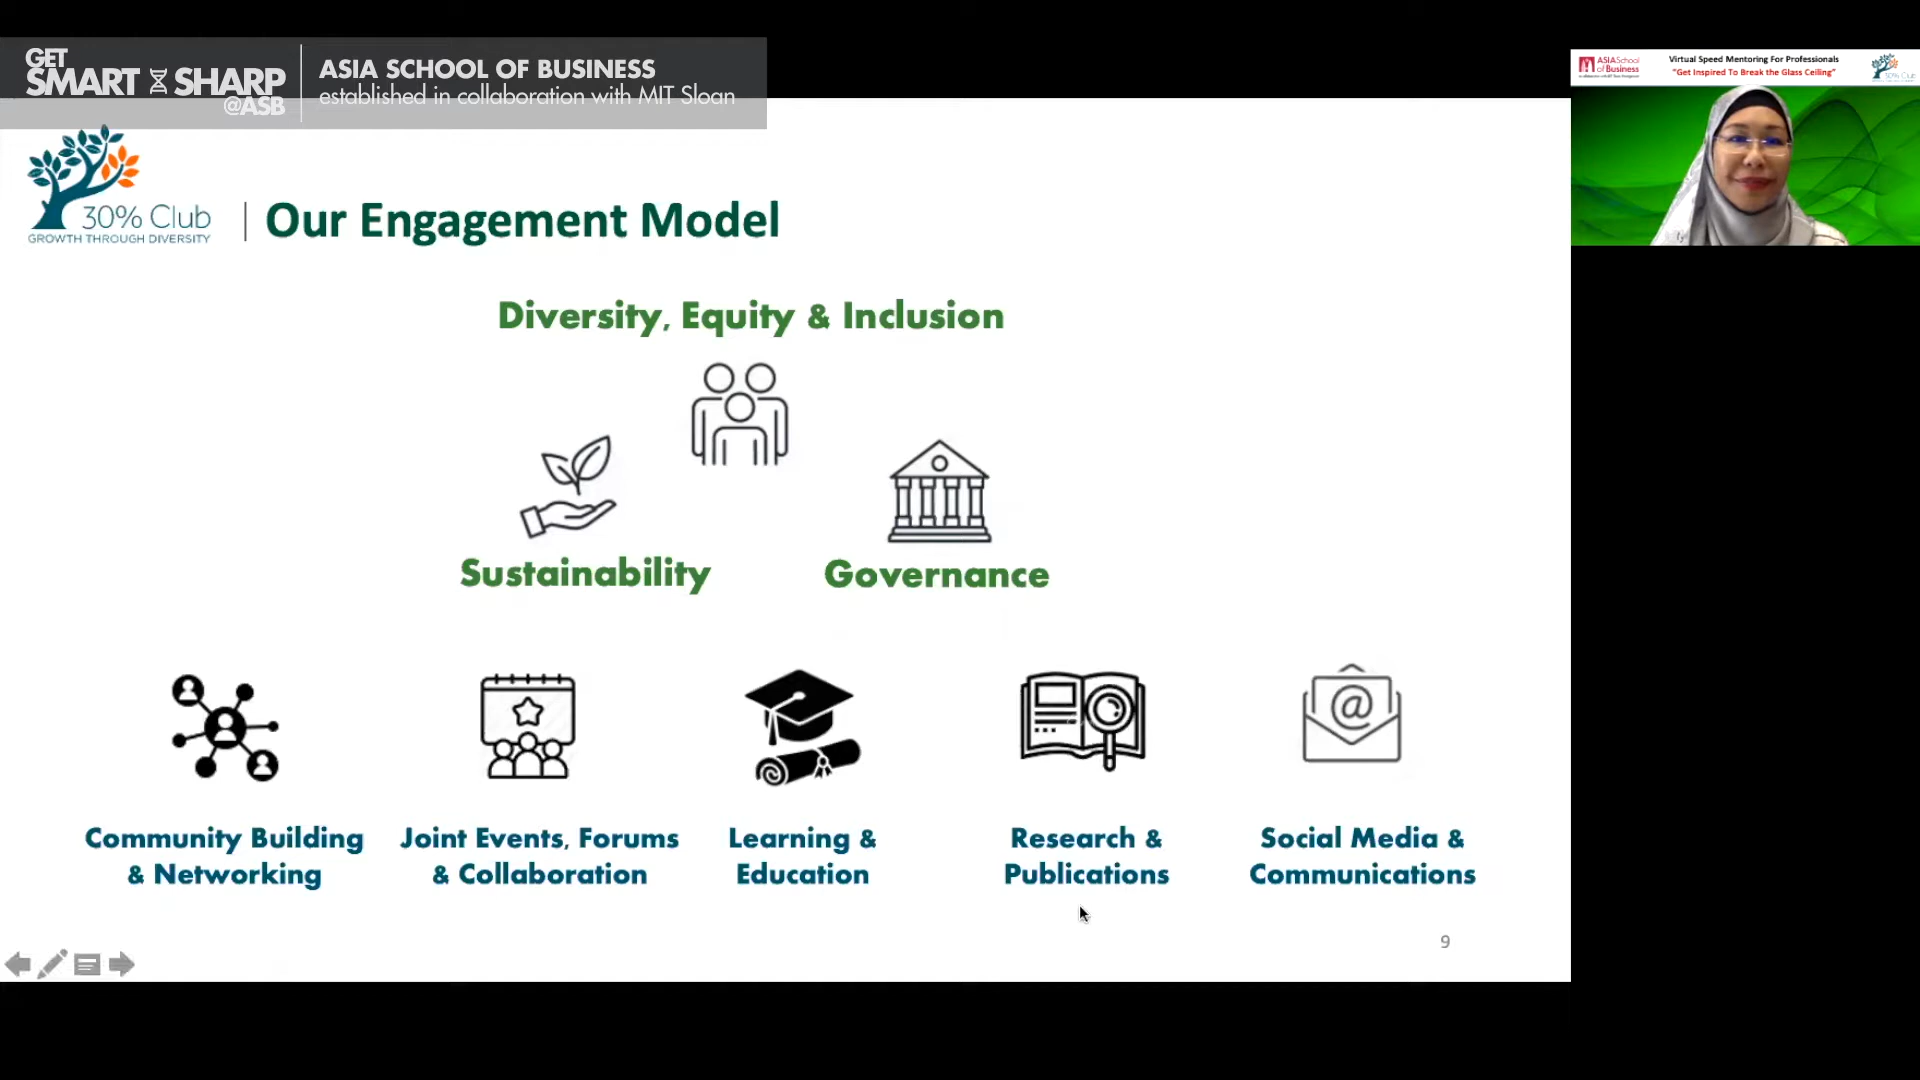 GET
SMART SHARP
@ASB
ASIA SCHOOL OF BUSINESS
established in collaboration with MIT Sloan
30% Club
GROWTH THROUGH DIVERSITY
Our Engagement Model
Diversity, Equity & Inclusion
Sustainability
Governance
Community Building
& Networking
Joint Events, Forums
& Collaboration
Learning &
Education
Research &
Publications
@
Social Media &
Communications
9
ASIA School
of Business
Virtual Speed Mentoring For Professionals
"Get Inspired To Break the Glass Ceiling"
30% Club